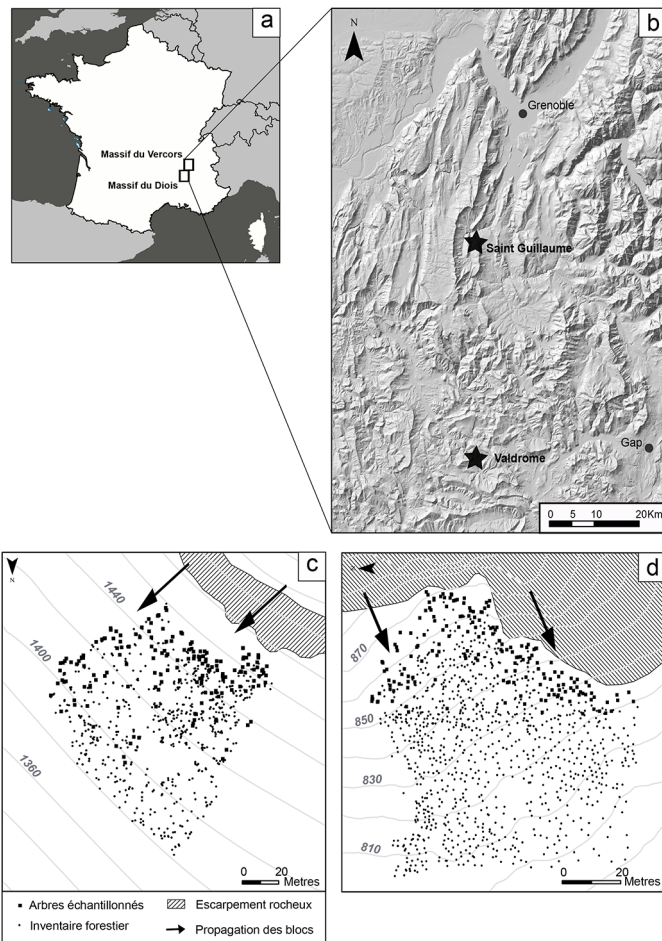 a
Massif du Vercors
Massif du Diois
b
N
Grenoble
Saint Guillaume
Gap
Valdrome
0 5 10 20Km
c
N
1440
1400
1360
0 20
Metres
d
870
850
830
810
0 20
Metres
Arbres échantillonnés
Escarpement rocheux
Inventaire forestier
Propagation des blocs